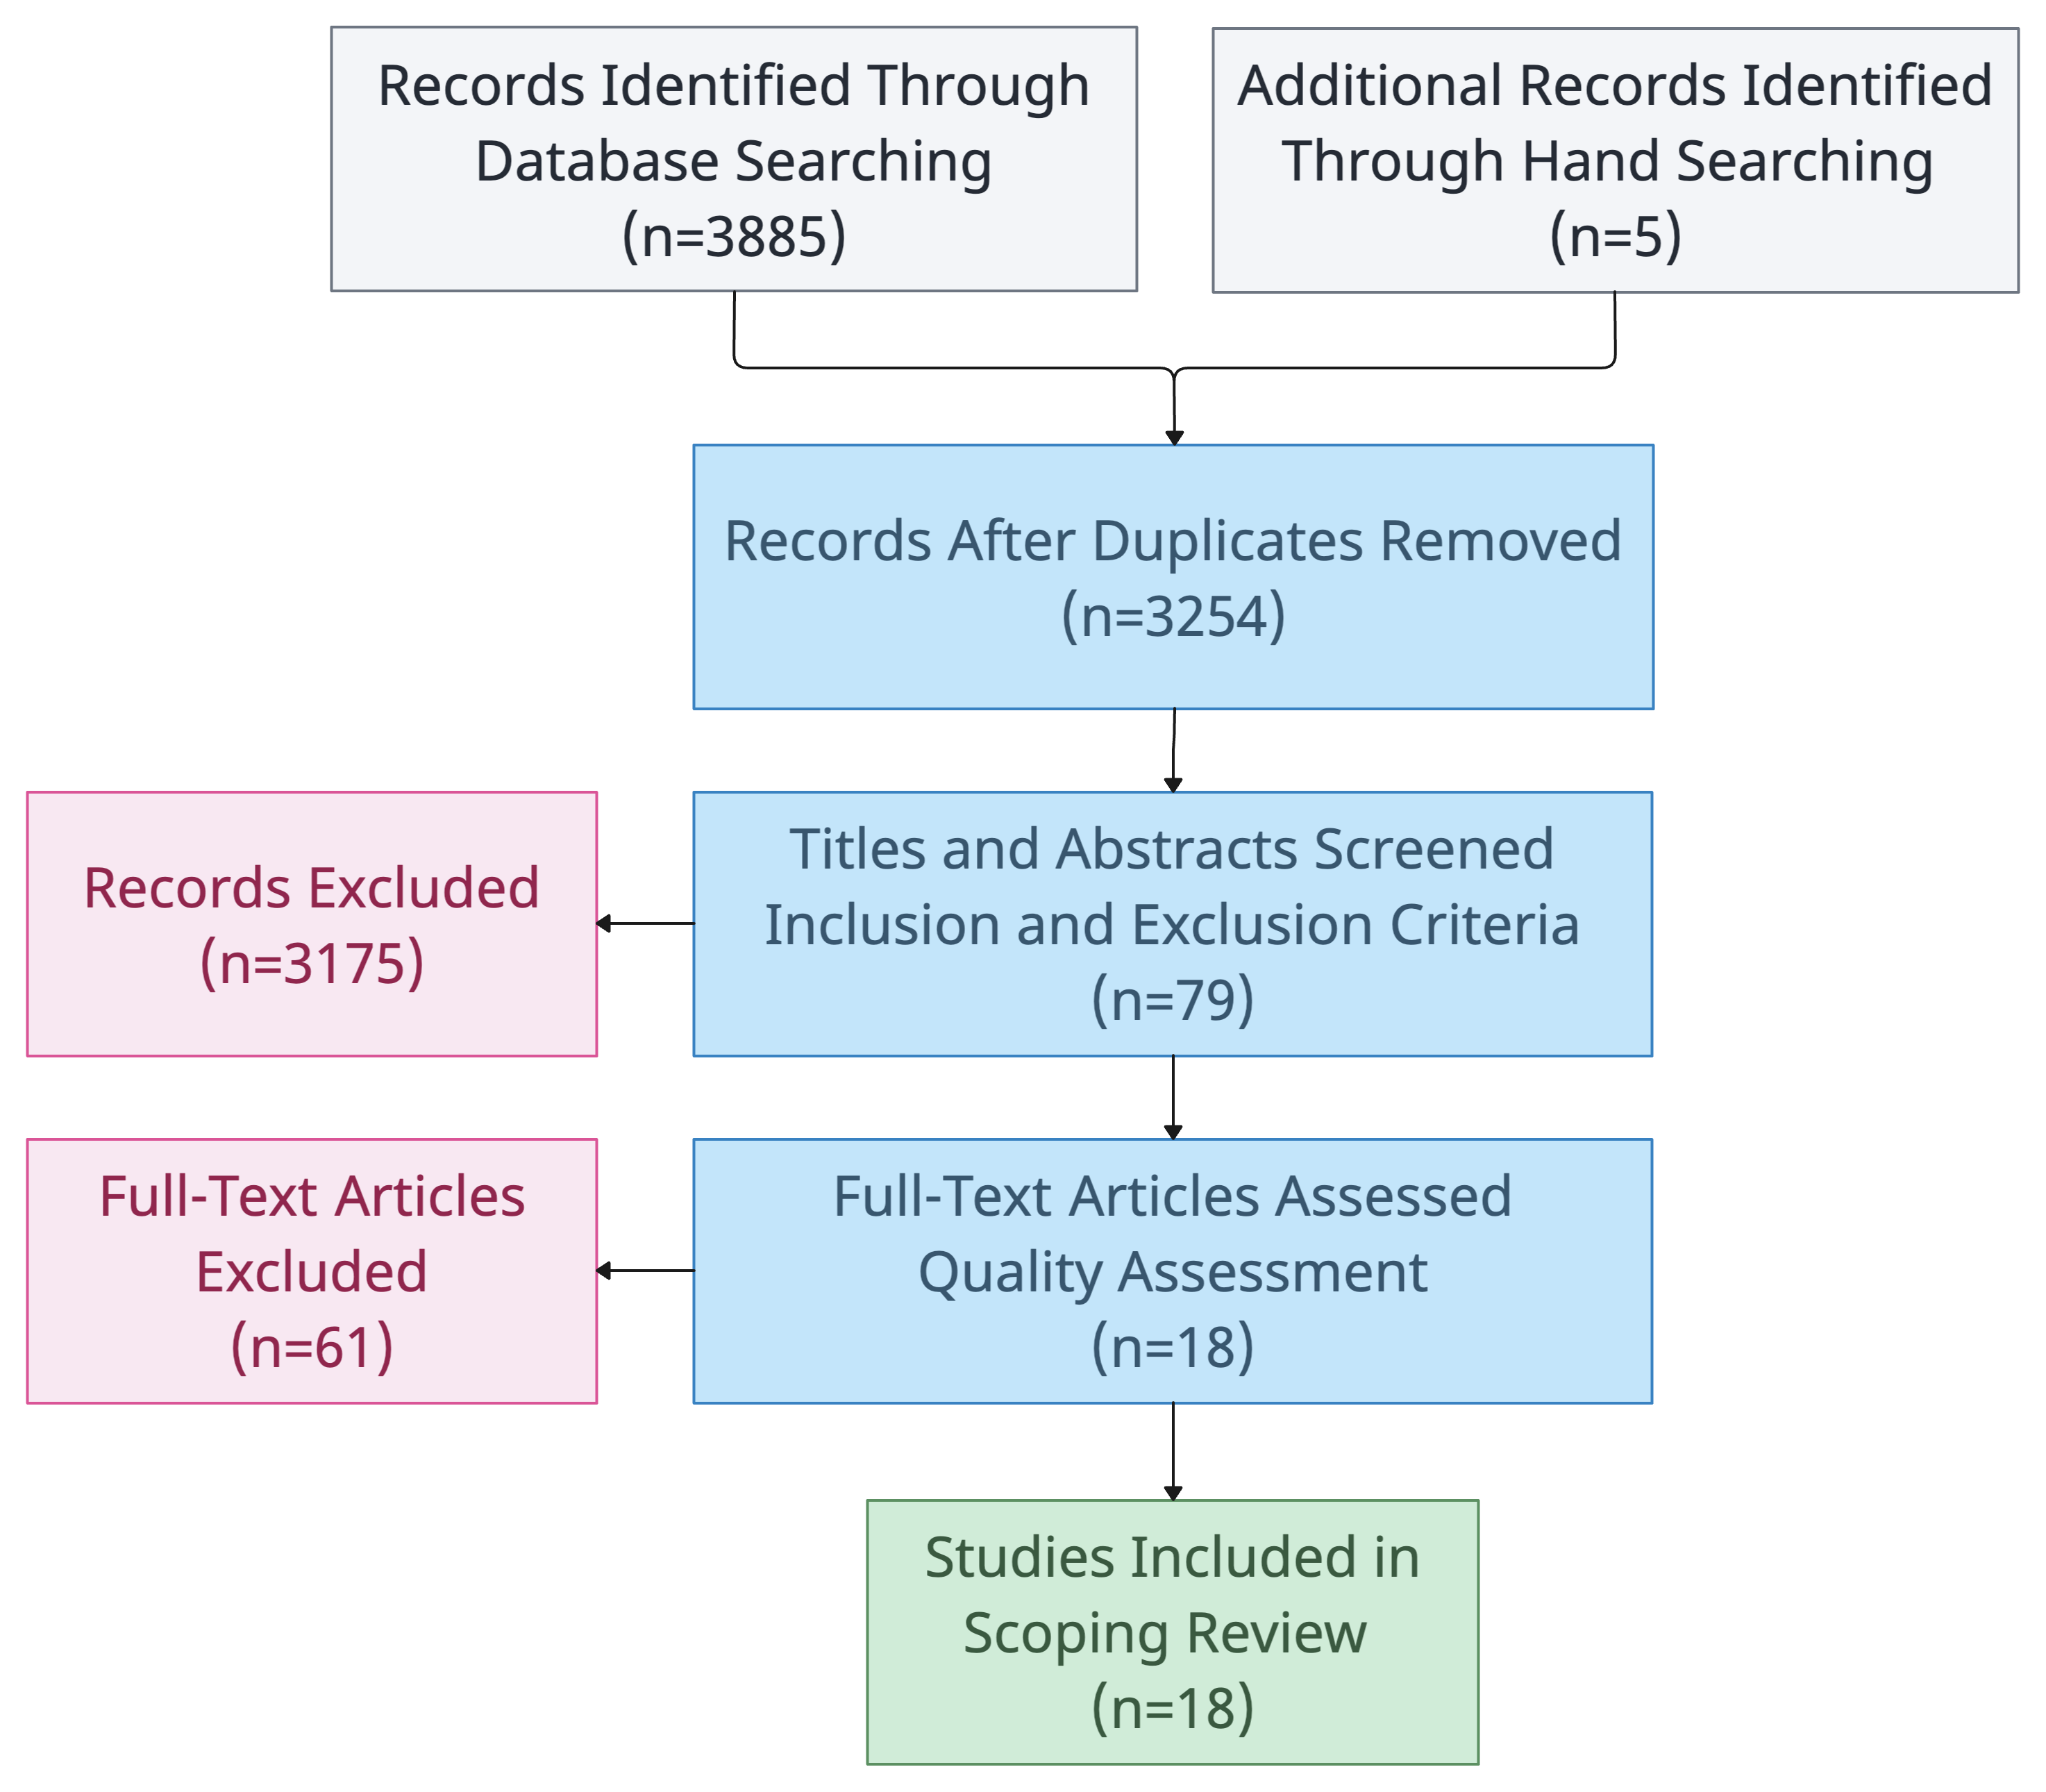 Records Identified Through
Database Searching
(n=3885)
Additional Records Identified
Through Hand Searching
(n=5)
Records After Duplicates Removed
(n=3254)
Records Excluded
(n=3175)
Titles and Abstracts Screened
Inclusion and Exclusion Criteria
(n=79)
Full-Text Articles
Excluded
(n=61)
Full-Text Articles Assessed
Quality Assessment
(n=18)
Studies Included in
Scoping Review
(n=18)